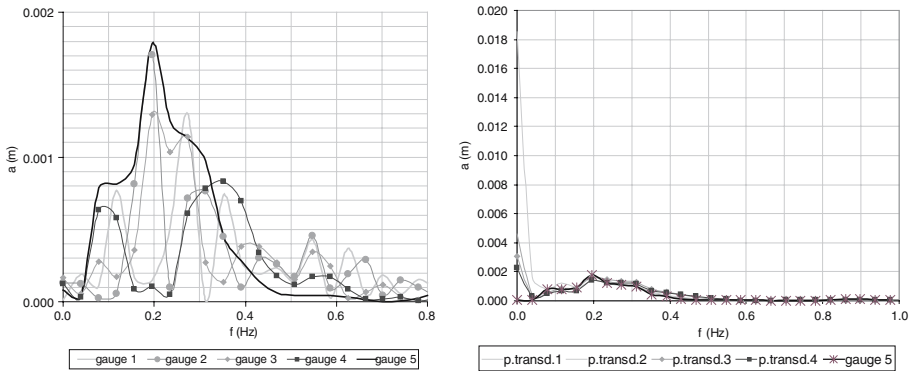 0.002
0.001
0.000
a (m)
0.0 0.2 0.4 0.6 0.8
f (Hz)
gauge 1 gauge 2 gauge 3 gauge 4 gauge 5
0.020
0.018
0.016
0.014
0.012
0.010
0.008
0.006
0.004
0.002
0.000
a (m)
0.0 0.2 0.4 0.6 0.8 1.0
f (Hz)
p.transd.1 p.transd.2 p.transd.3 p.transd.4 gauge 5